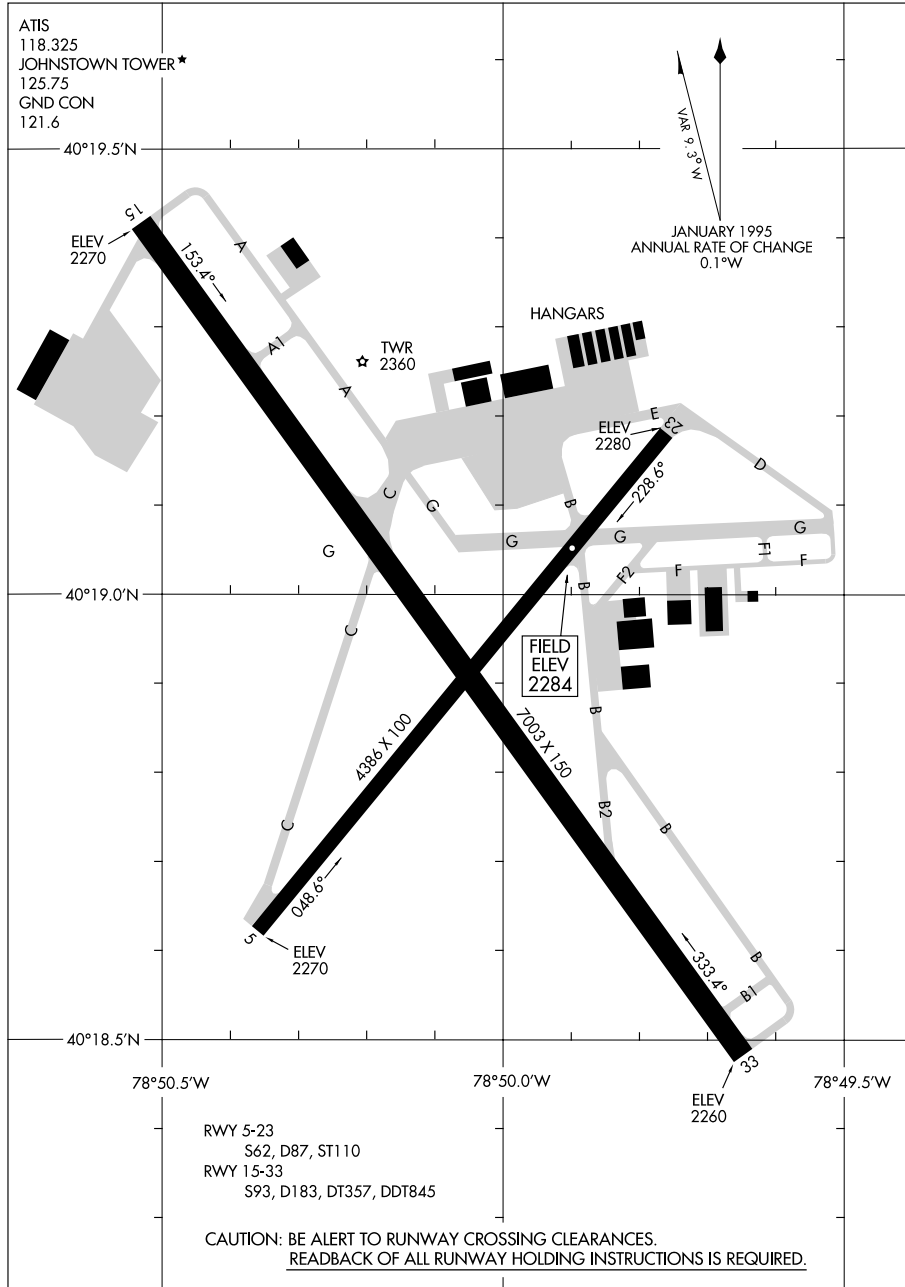 ATIS
118.325
JOHNSTOWN TOWER
125.75
GND CON
121.6
VAR 9.3° W
JANUARY 1995
ANNUAL RATE OF CHANGE
0.1°W
40°19.5'N
15
ELEV
2270
153.4°
A
A1
A
TWR
2360
HANGARS
E
23
ELEV
2280
228.6°
D
C
G
B
G
G
G
G
F1
F
F
F2
B
40°19.0'N
C
FIELD
ELEV
2284
B
4386 X 100
7003 X 150
C
B2
B
048.6°
5
ELEV
2270
B
333.4°
B1
40°18.5'N
33
ELEV
2260
78°50.5'W
78°50.0'W
78°49.5'W
RWY 5-23
S62, D87, ST110
RWY 15-33
S93, D183, DT357, DDT845
CAUTION: BE ALERT TO RUNWAY CROSSING CLEARANCES.
READBACK OF ALL RUNWAY HOLDING INSTRUCTIONS IS REQUIRED.